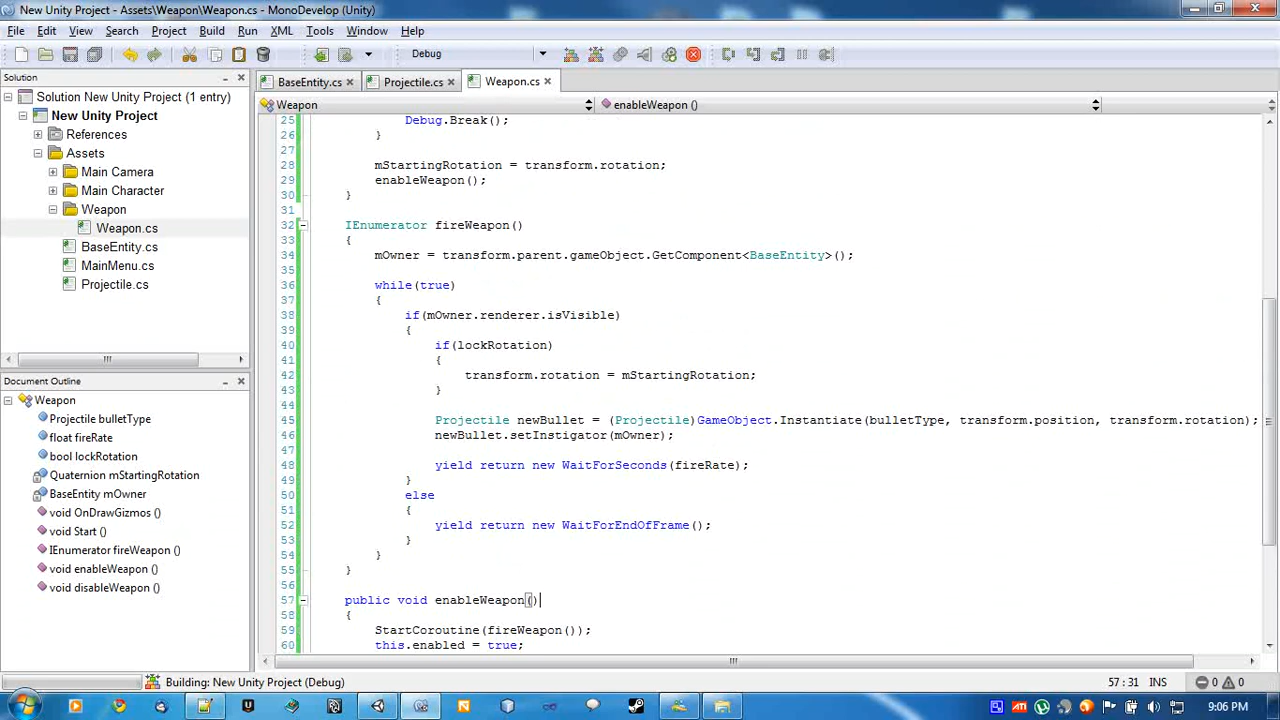 New Unity Project - Assets\Weapon\Weapon.cs - MonoDevelop (Unity)
File Edit View Search Project Build Run XML Tools Window Help
Debug
Solution
BaseEntity.cs Projectile.cs Weapon.cs
Solution New Unity Project (1 entry)
New Unity Project
References
Assets
Main Camera
Main Character
Weapon
Weapon.cs
BaseEntity.cs
MainMenu.cs
Projectile.cs
Document Outline
Weapon
Projectile bulletType
float fireRate
bool lockRotation
Quaternion mStartingRotation
BaseEntity mOwner
void OnDrawGizmos ()
void Start ()
IEnumerator fireWeapon ()
void enableWeapon ()
void disableWeapon ()
Weapon enableWeapon ()
25 Debug.Break();
26 }
27
28 mStartingRotation = transform.rotation;
29 enableWeapon();
30 }
31
32 IEnumerator fireWeapon()
33 {
34 mOwner = transform.parent.gameObject.GetComponent<BaseEntity>();
35
36 while(true)
37 {
38 if(mOwner.renderer.isVisible)
39 {
40 if(lockRotation)
41 {
42 transform.rotation = mStartingRotation;
43 }
44
45 Projectile newBullet = (Projectile)GameObject.Instantiate(bulletType, transform.position, transform.rotation);
46 newBullet.setInstigator(mOwner);
47
48 yield return new WaitForSeconds(fireRate);
49 }
50 else
51 {
52 yield return new WaitForEndOfFrame();
53 }
54 }
55 }
56
57 public void enableWeapon()
58 {
59 StartCoroutine(fireWeapon());
60 this.enabled = true;
Building: New Unity Project (Debug)
57 : 31 INS 0 0
9:06 PM